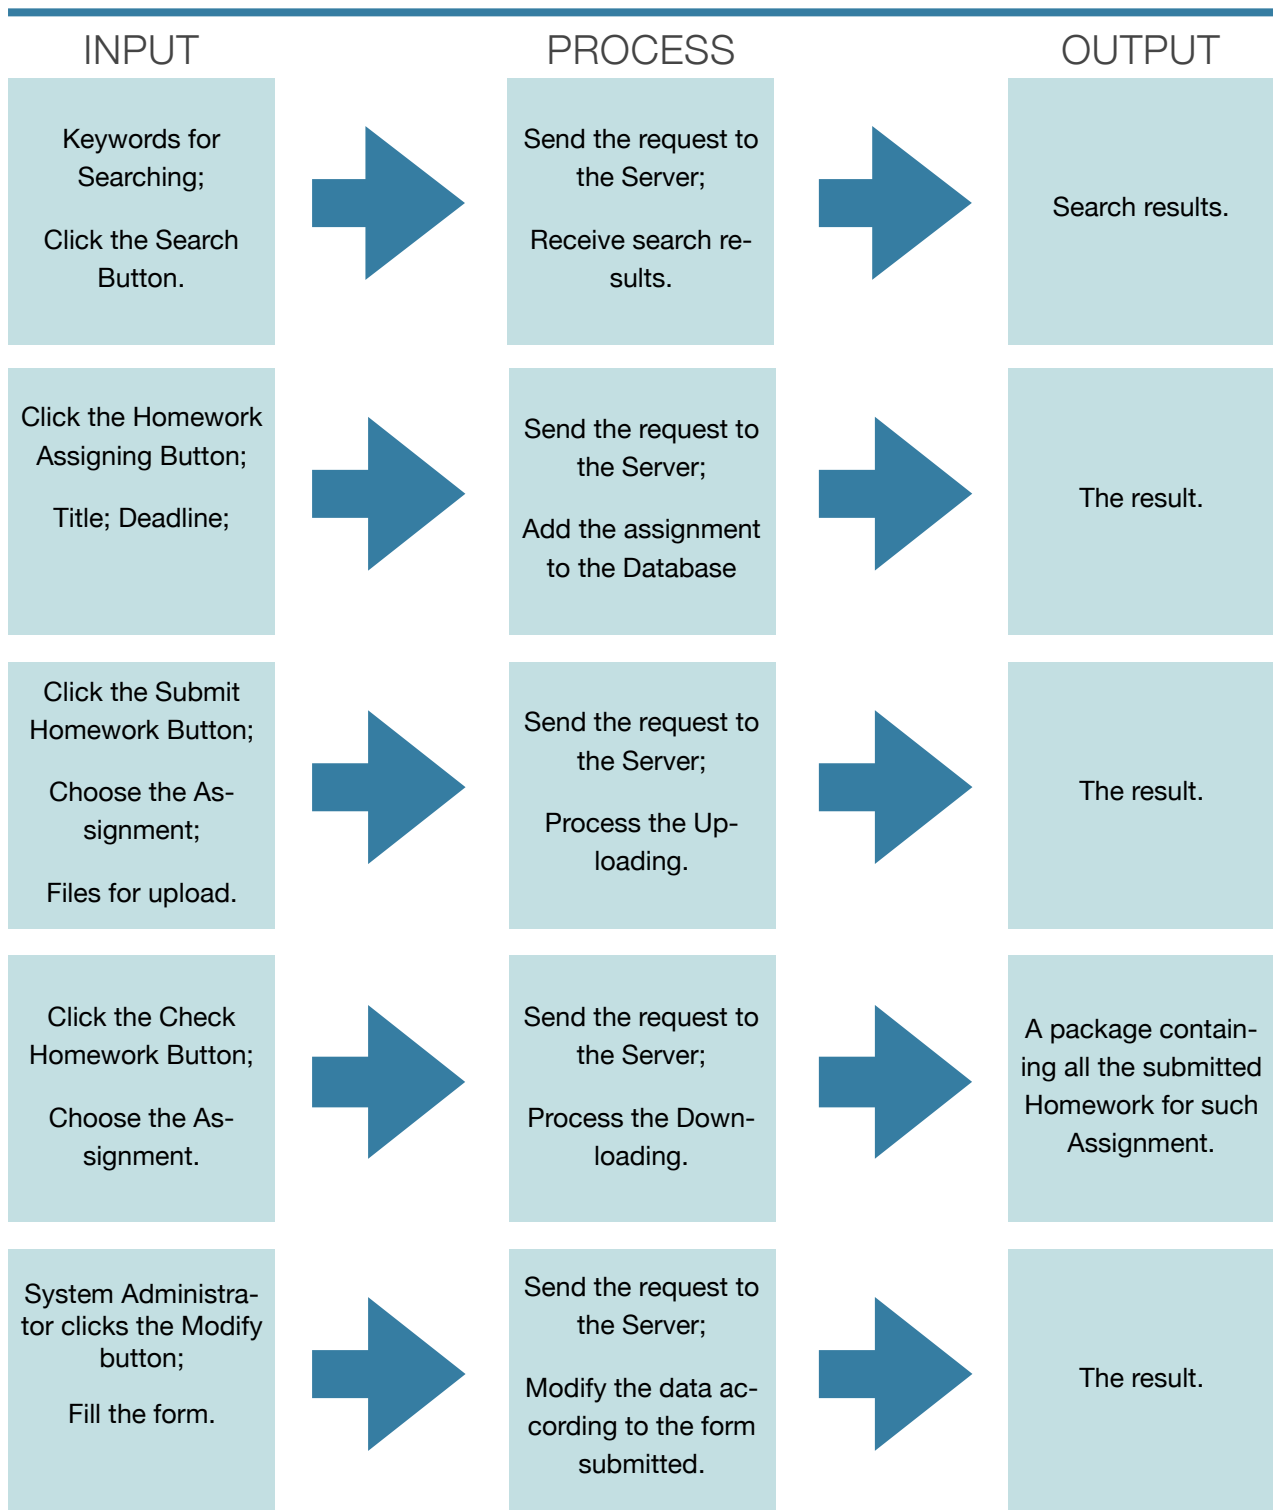 INPUT
PROCESS
OUTPUT
Keywords for
Searching;
Click the Search
Button.
Send the request to
the Server;
Receive search re-
sults.
Search results.
Click the Homework
Assigning Button;
Title; Deadline;
Send the request to
the Server;
Add the assignment
to the Database
The result.
Click the Submit
Homework Button;
Choose the As-
signment;
Files for upload.
Send the request to
the Server;
Process the Up-
loading.
The result.
Click the Check
Homework Button;
Choose the As-
signment.
Send the request to
the Server;
Process the Down-
loading.
A package contain-
ing all the submitted
Homework for such
Assignment.
System Administra-
tor clicks the Modify
button;
Fill the form.
Send the request to
the Server;
Modify the data ac-
cording to the form
submitted.
The result.